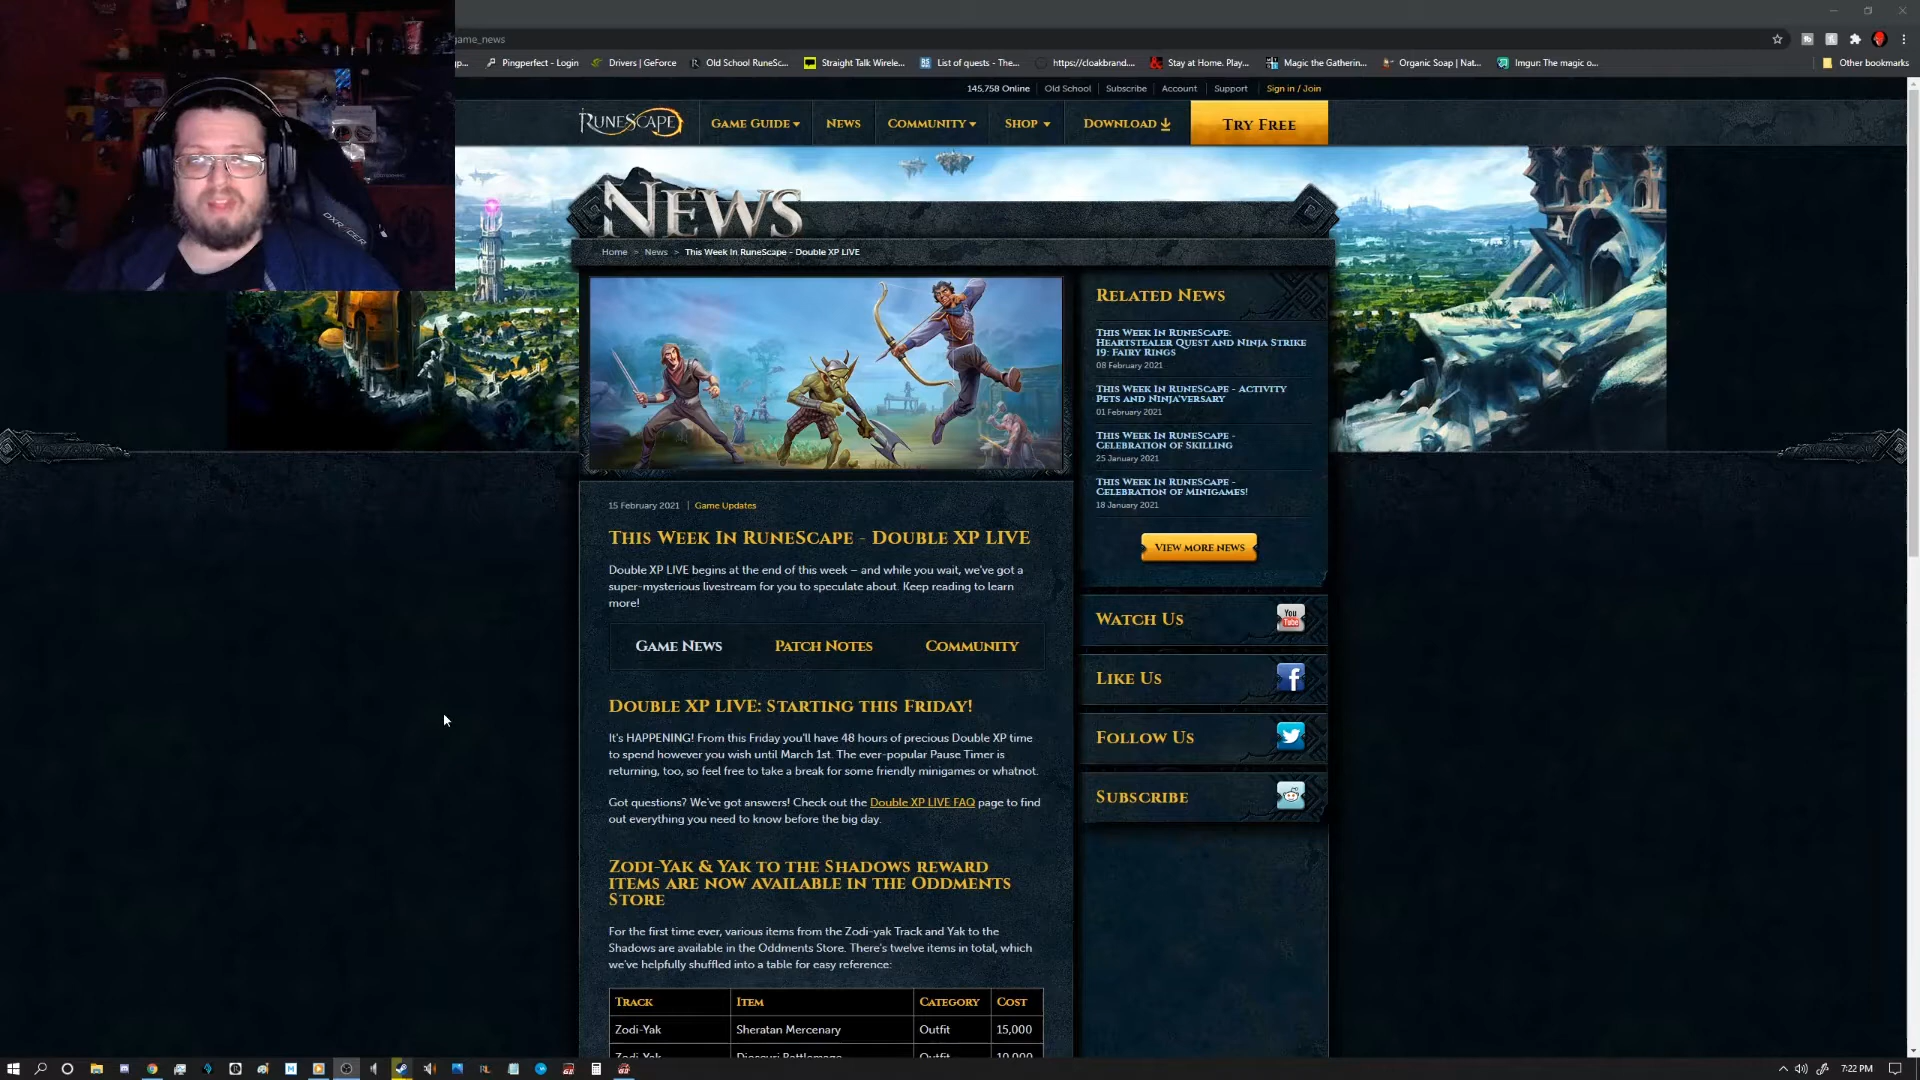 game_news
p...
Pingperfect - Login
Drivers | GeForce
Old School RuneSc...
Straight Talk Wirele...
List of quests - The...
https://cloakbrand....
Stay at Home. Play...
Magic the Gatherin...
Organic Soap | Nat...
Imgur: The magic o...
Other bookmarks
145,758 Online
Old School
Subscribe
Account
Support
Sign in / Join
RuneScape
Game Guide
News
Community
Shop
Download
Try Free
News
Home > News > This Week In RuneScape - Double XP LIVE
Related News
This Week In RuneScape:
Heartstealer Quest and Ninja Strike
19: Fairy Rings
08 February 2021
This Week In RuneScape - Activity
Pets and Ninja'versary
01 February 2021
This Week In RuneScape -
Celebration of Skilling
25 January 2021
This Week In RuneScape -
Celebration of Minigames!
18 January 2021
View more news
15 February 2021 | Game Updates
This Week In RuneScape - Double XP LIVE
Double XP LIVE begins at the end of this week – and while you wait, we've got a
super-mysterious livestream for you to speculate about. Keep reading to learn
more!
Game News
Patch Notes
Community
Watch Us
You Tube
Like Us
Follow Us
Subscribe
Double XP LIVE: Starting this Friday!
It's HAPPENING! From this Friday you'll have 48 hours of precious Double XP time
to spend however you wish until March 1st. The ever-popular Pause Timer is
returning, too, so feel free to take a break for some friendly minigames or whatnot.
Got questions? We've got answers! Check out the Double XP LIVE FAQ page to find
out everything you need to know before the big day.
Zodi-Yak & Yak to the Shadows reward
items are now available in the Oddments
Store
For the first time ever, various items from the Zodi-yak Track and Yak to the
Shadows are available in the Oddments Store. There's twelve items in total, which
we've helpfully shuffled into a table for easy reference:
Track
Item
Category
Cost
Zodi-Yak
Sheratan Mercenary
Outfit
15,000
Zodi-Yak
Dioscuri Battlemage
Outfit
10,000
7:22 PM